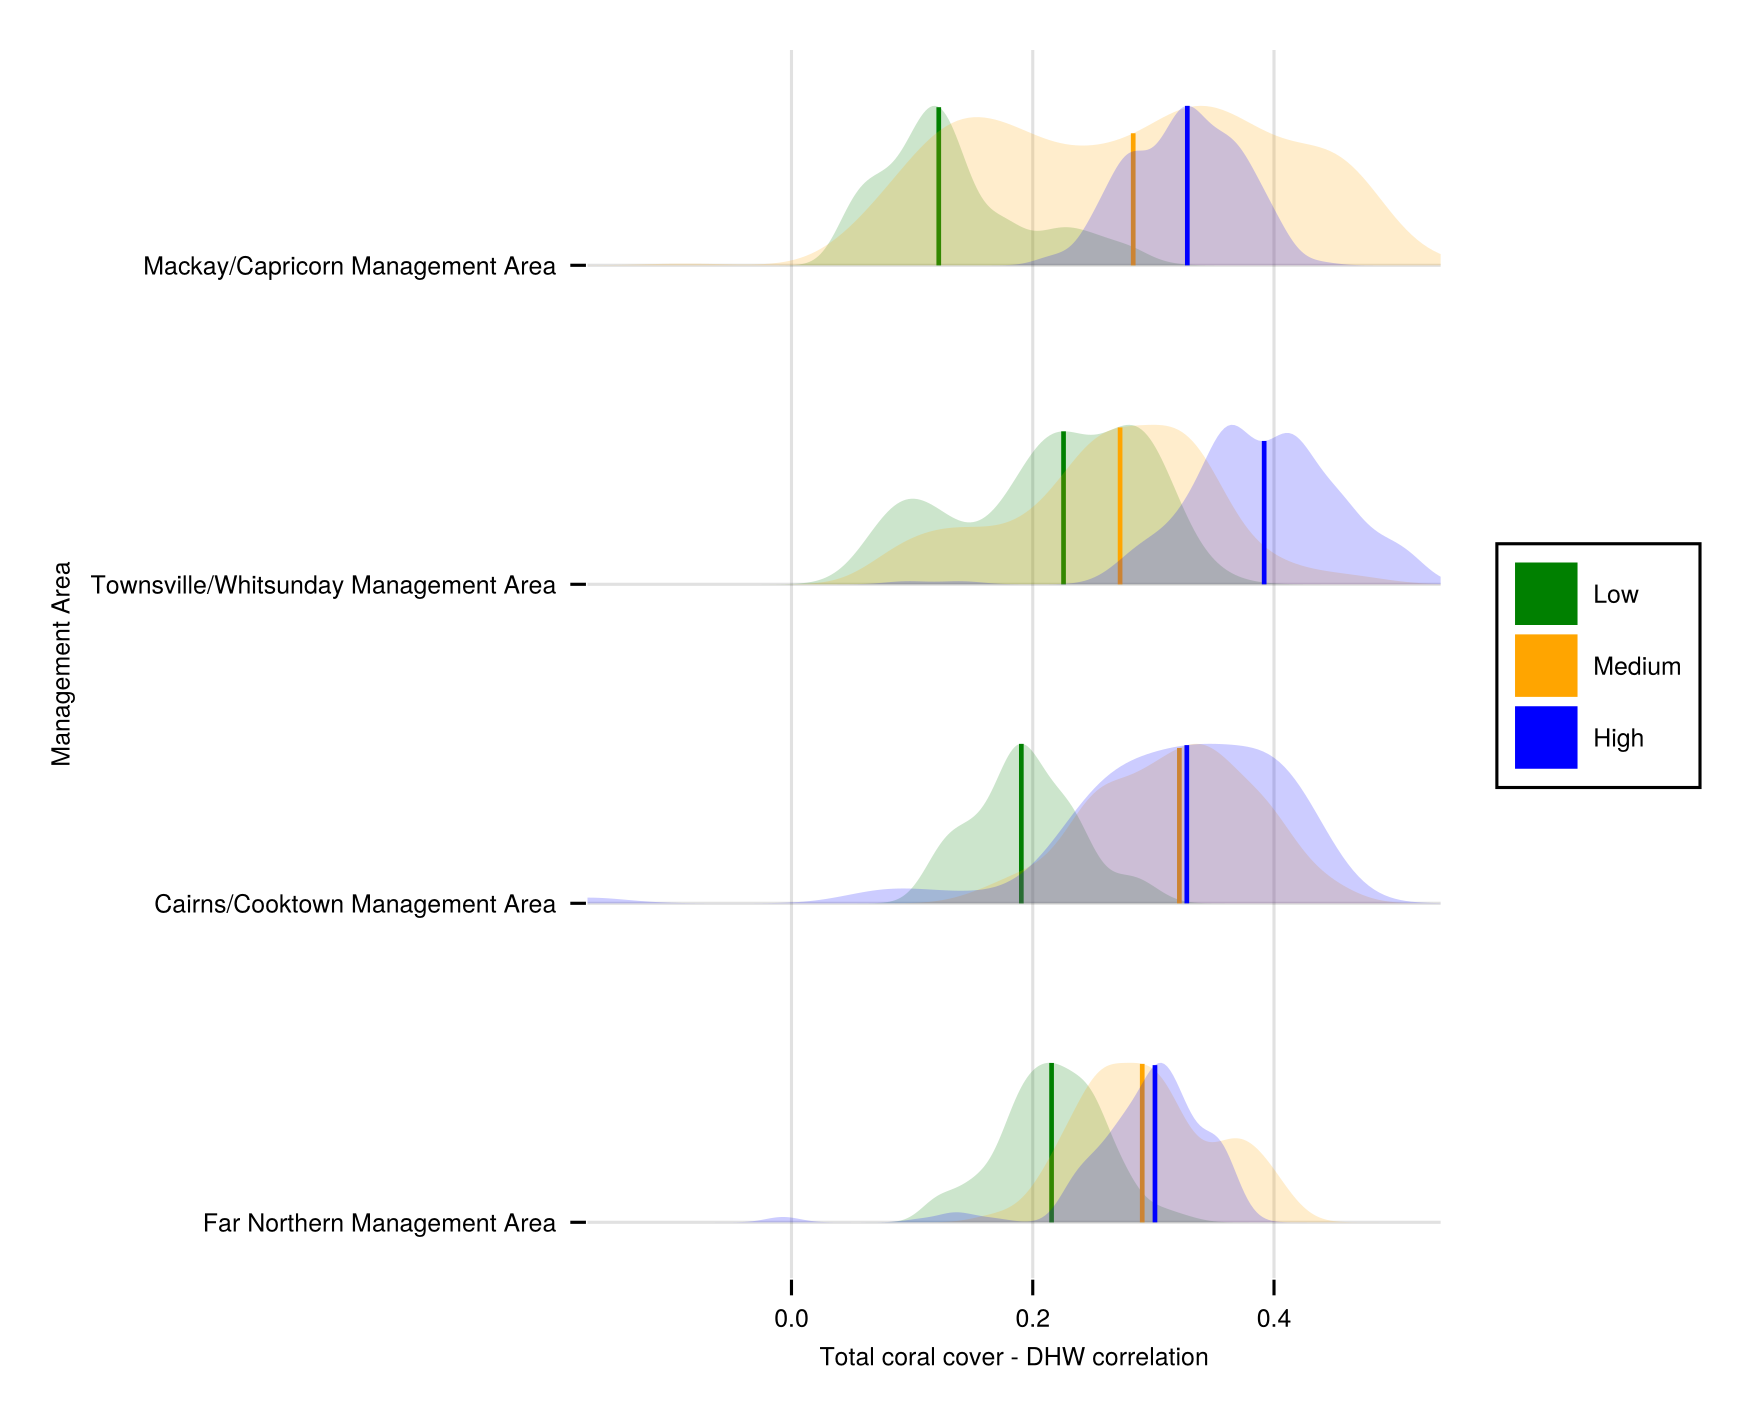 Mackay/Capricorn Management Area
Townsville/Whitsunday Management Area
Cairns/Cooktown Management Area
Far Northern Management Area
Management Area
0.0
0.2
0.4
Total coral cover - DHW correlation
Low
Medium
High